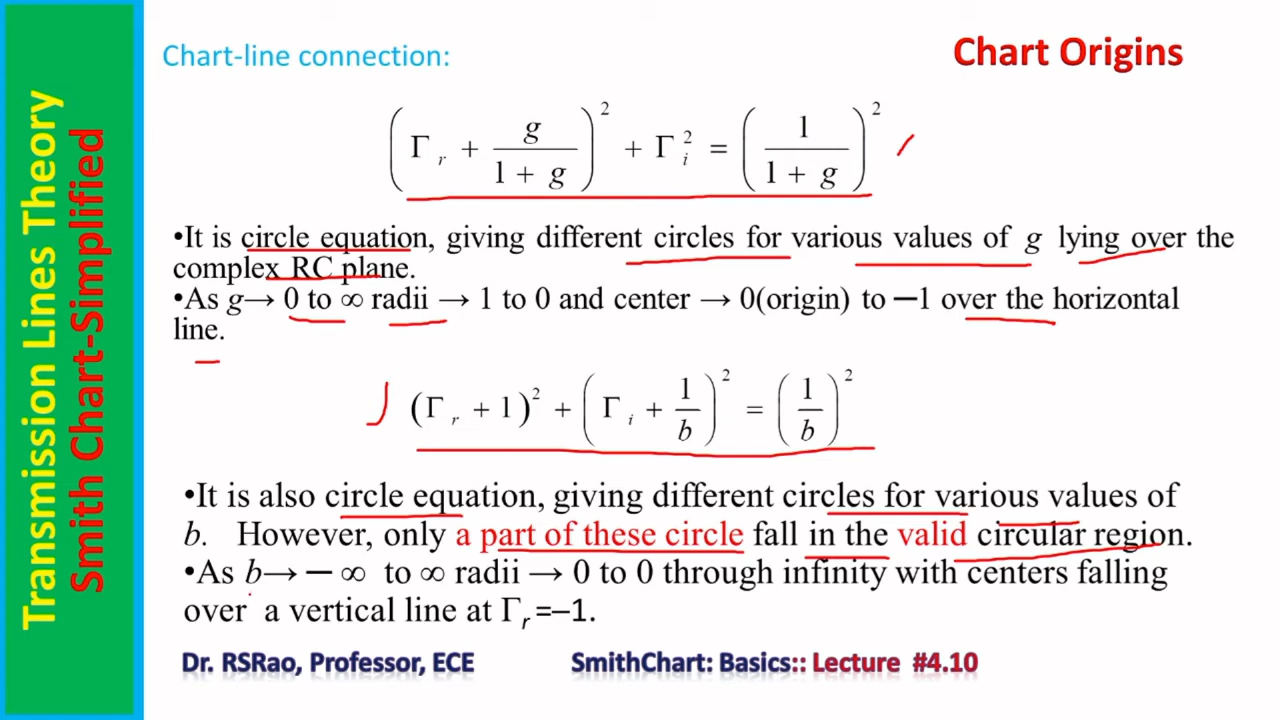 Transmission Lines Theory
Smith Chart-Simplified
Chart-line connection:
Chart Origins
(Γr + g/(1 + g))² + Γi² = (1/(1 + g))²
•It is circle equation, giving different circles for various values of g lying over the
complex RC plane.
•As g→ 0 to ∞ radii → 1 to 0 and center → 0(origin) to −1 over the horizontal
line.
(Γr + 1)² + (Γi + 1/b)² = (1/b)²
•It is also circle equation, giving different circles for various values of
b. However, only a part of these circle fall in the valid circular region.
•As b→ − ∞ to ∞ radii → 0 to 0 through infinity with centers falling
over a vertical line at Γr =−1.
Dr. RSRao, Professor, ECE
SmithChart: Basics:: Lecture #4.10